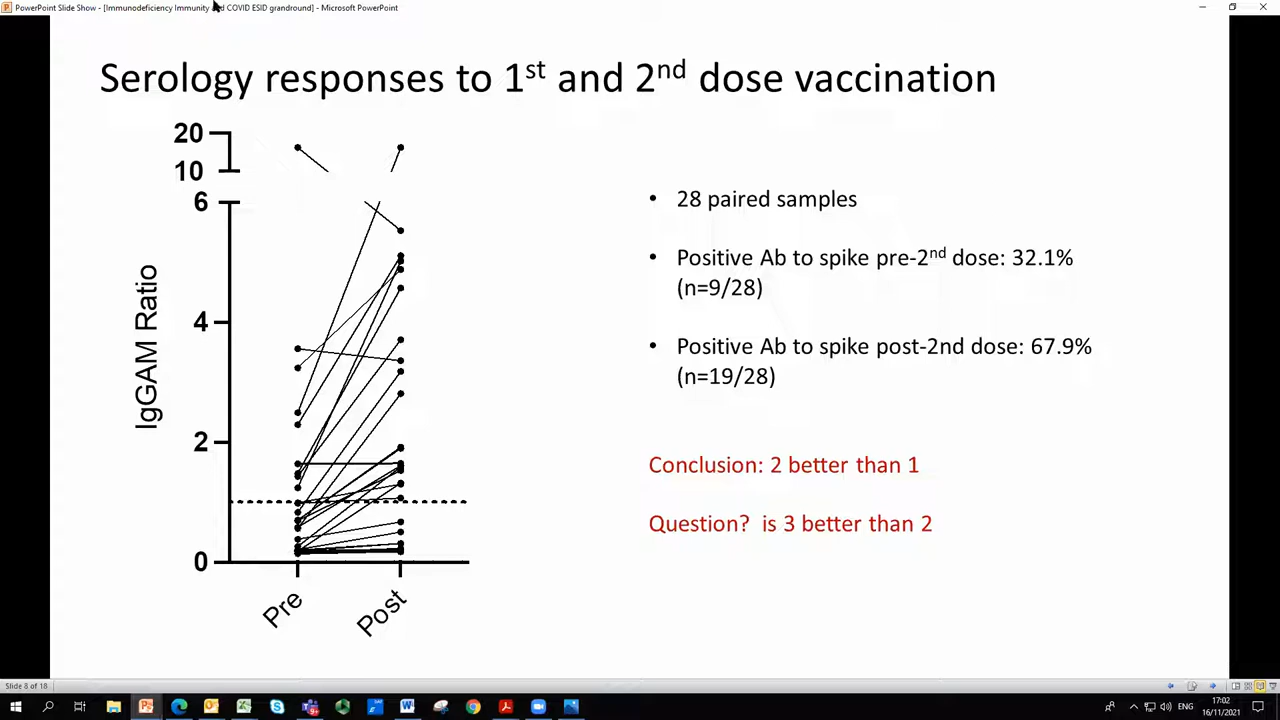 PowerPoint Slide Show - [Immunodeficiency Immunity and COVID ESID grandround] - Microsoft PowerPoint
Serology responses to 1st and 2nd dose vaccination
20
10
6
4
2
0
IgGAM Ratio
Pre
Post
• 28 paired samples
• Positive Ab to spike pre-2nd dose: 32.1%
(n=9/28)
• Positive Ab to spike post-2nd dose: 67.9%
(n=19/28)
Conclusion: 2 better than 1
Question? is 3 better than 2
Slide 8 of 18
ENG
17:02
16/11/2021